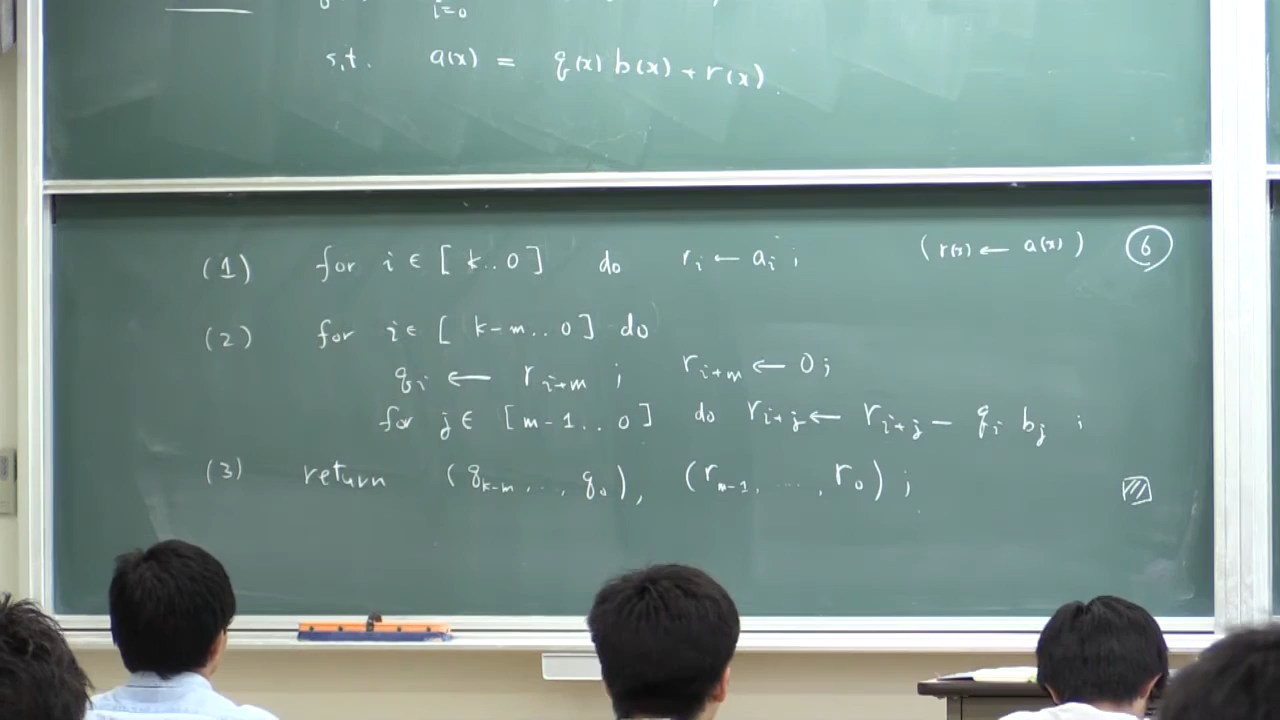 i=0
s,t. a(x) = q(x) b(x) + r(x).
(1) for i ∈ [ k..0 ] do r_i ← a_i ; (r(x) ← a(x)) ⑥
(2) for i ∈ [ k-m..0 ] do
q_i ← r_{i+m} ; r_{i+m} ← 0 ;
for j ∈ [ m-1..0 ] do r_{i+j} ← r_{i+j} - q_i b_j ;
(3) return (q_{k-m}, ..., q_0), (r_{m-1}, ..., r_0) ;